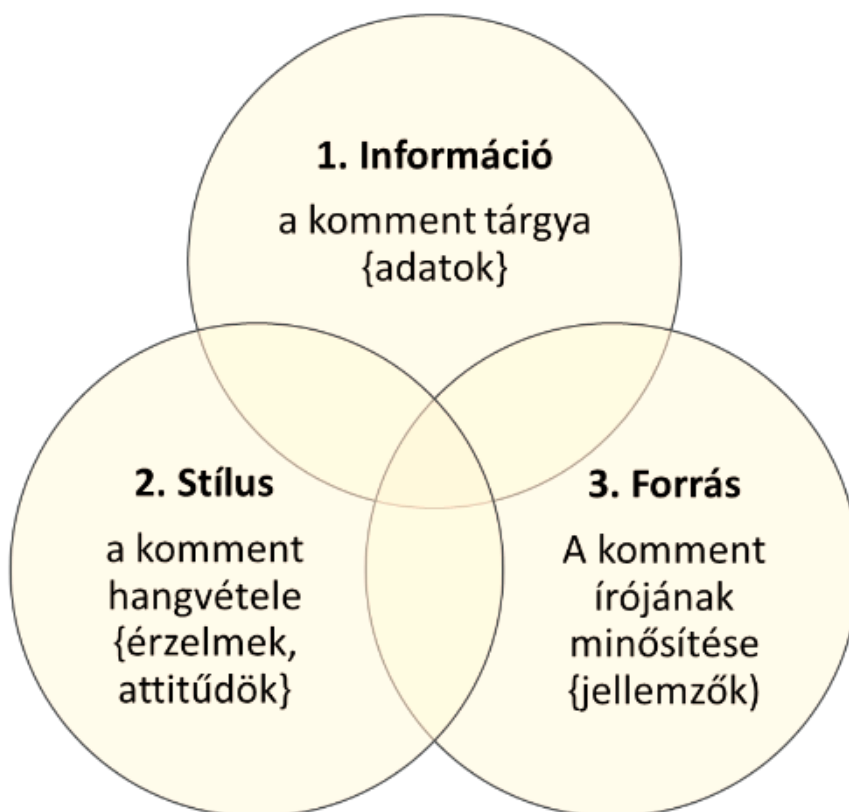 1. Információ
a komment tárgya
{adatok}
2. Stílus
a komment
hangvétele
{érzelmek,
attitűdök}
3. Forrás
A komment
írójának
minősítése
{jellemzők)